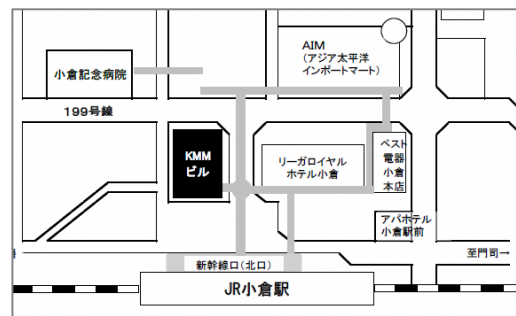 AIM
(アジア太平洋
インポートマート)
小倉記念病院
199号線
KMM
ビル
リーガロイヤル
ホテル小倉
ベスト
電器
小倉
本店
アパホテル
小倉駅前
新幹線口(北口)
至門司→
JR小倉駅